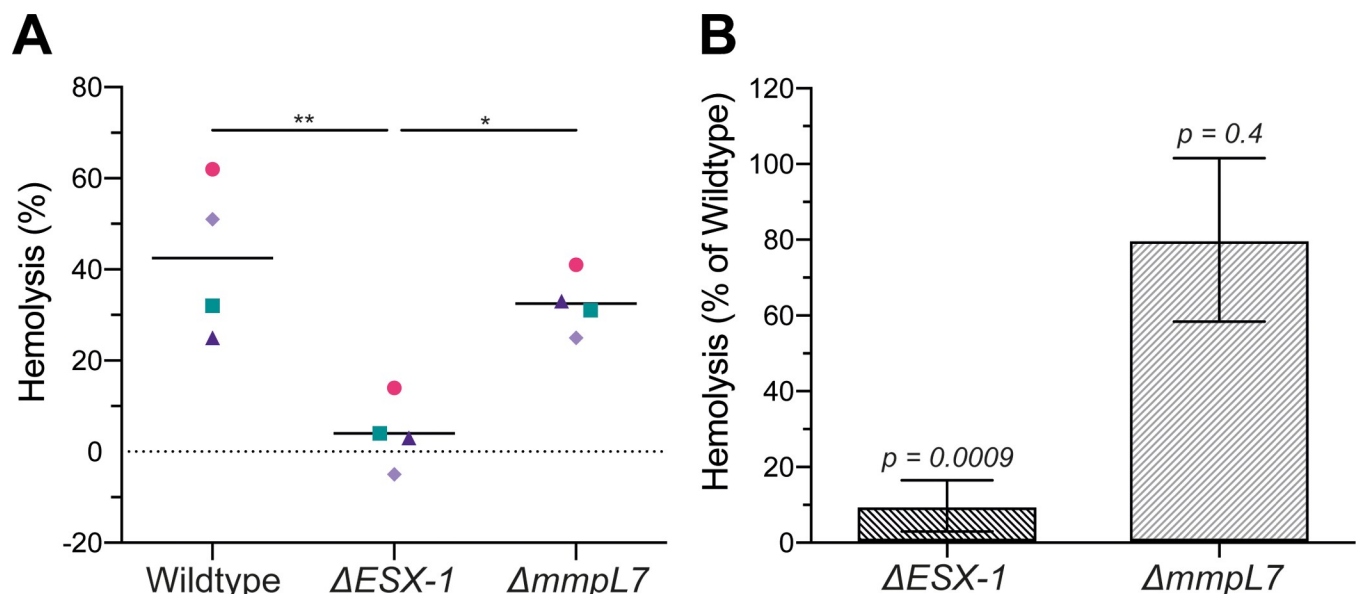 A
Hemolysis (%)
80
60
40
20
0
-20
**
*
Wildtype
ΔESX-1
ΔmmpL7
B
Hemolysis (% of Wildtype)
120
100
80
60
40
20
0
p = 0.0009
p = 0.4
ΔESX-1
ΔmmpL7